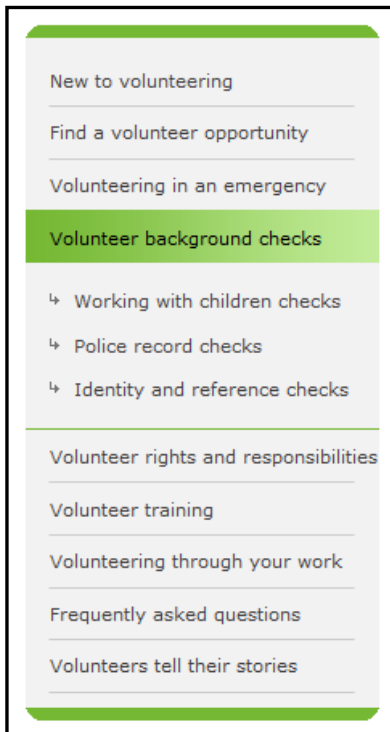 New to volunteering
Find a volunteer opportunity
Volunteering in an emergency
Volunteer background checks
Working with children checks
Police record checks
Identity and reference checks
Volunteer rights and responsibilities
Volunteer training
Volunteering through your work
Frequently asked questions
Volunteers tell their stories